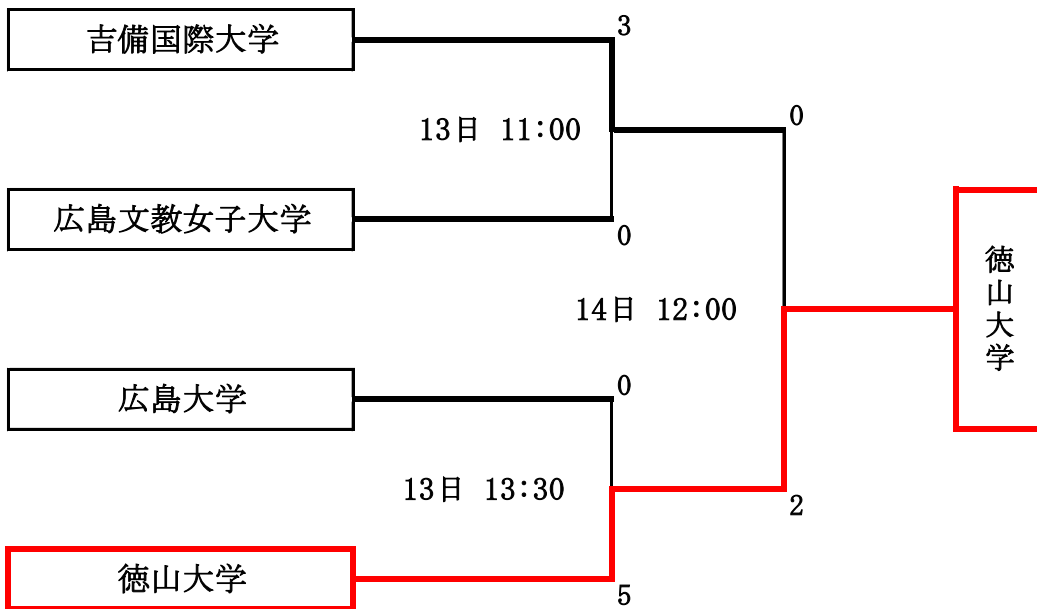 吉備国際大学
3
13日 11:00
0
広島文教女子大学
0
14日 12:00
徳山大学
広島大学
0
13日 13:30
2
徳山大学
5